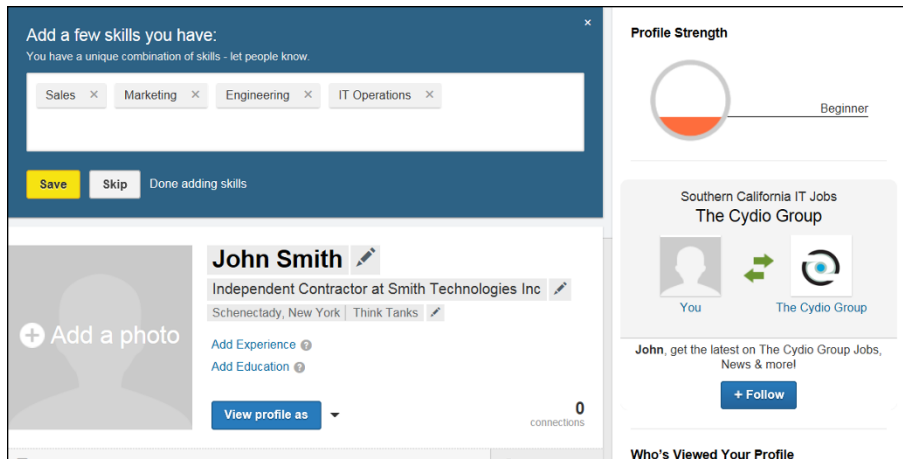 Add a few skills you have:
×
You have a unique combination of skills - let people know.
Sales × Marketing × Engineering × IT Operations ×
Save Skip Done adding skills
John Smith
Independent Contractor at Smith Technologies Inc
Schenectady, New York Think Tanks
+ Add a photo
Add Experience ?
Add Education ?
View profile as
0
connections
Profile Strength
Beginner
Southern California IT Jobs
The Cydio Group
You The Cydio Group
John, get the latest on The Cydio Group Jobs,
News & more!
+ Follow
Who's Viewed Your Profile